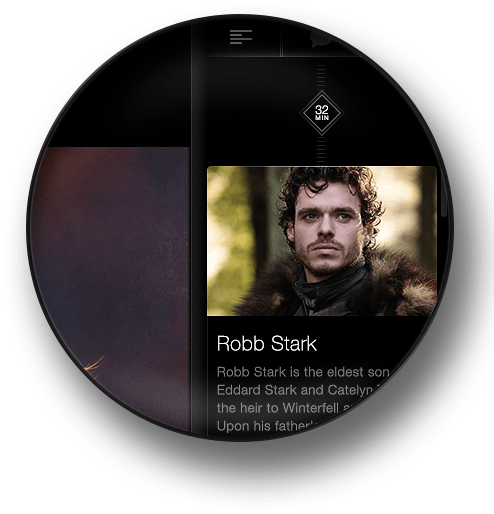 32
MIN
Robb Stark
Robb Stark is the eldest son
Eddard Stark and Catelyn
the heir to Winterfell
Upon his father's